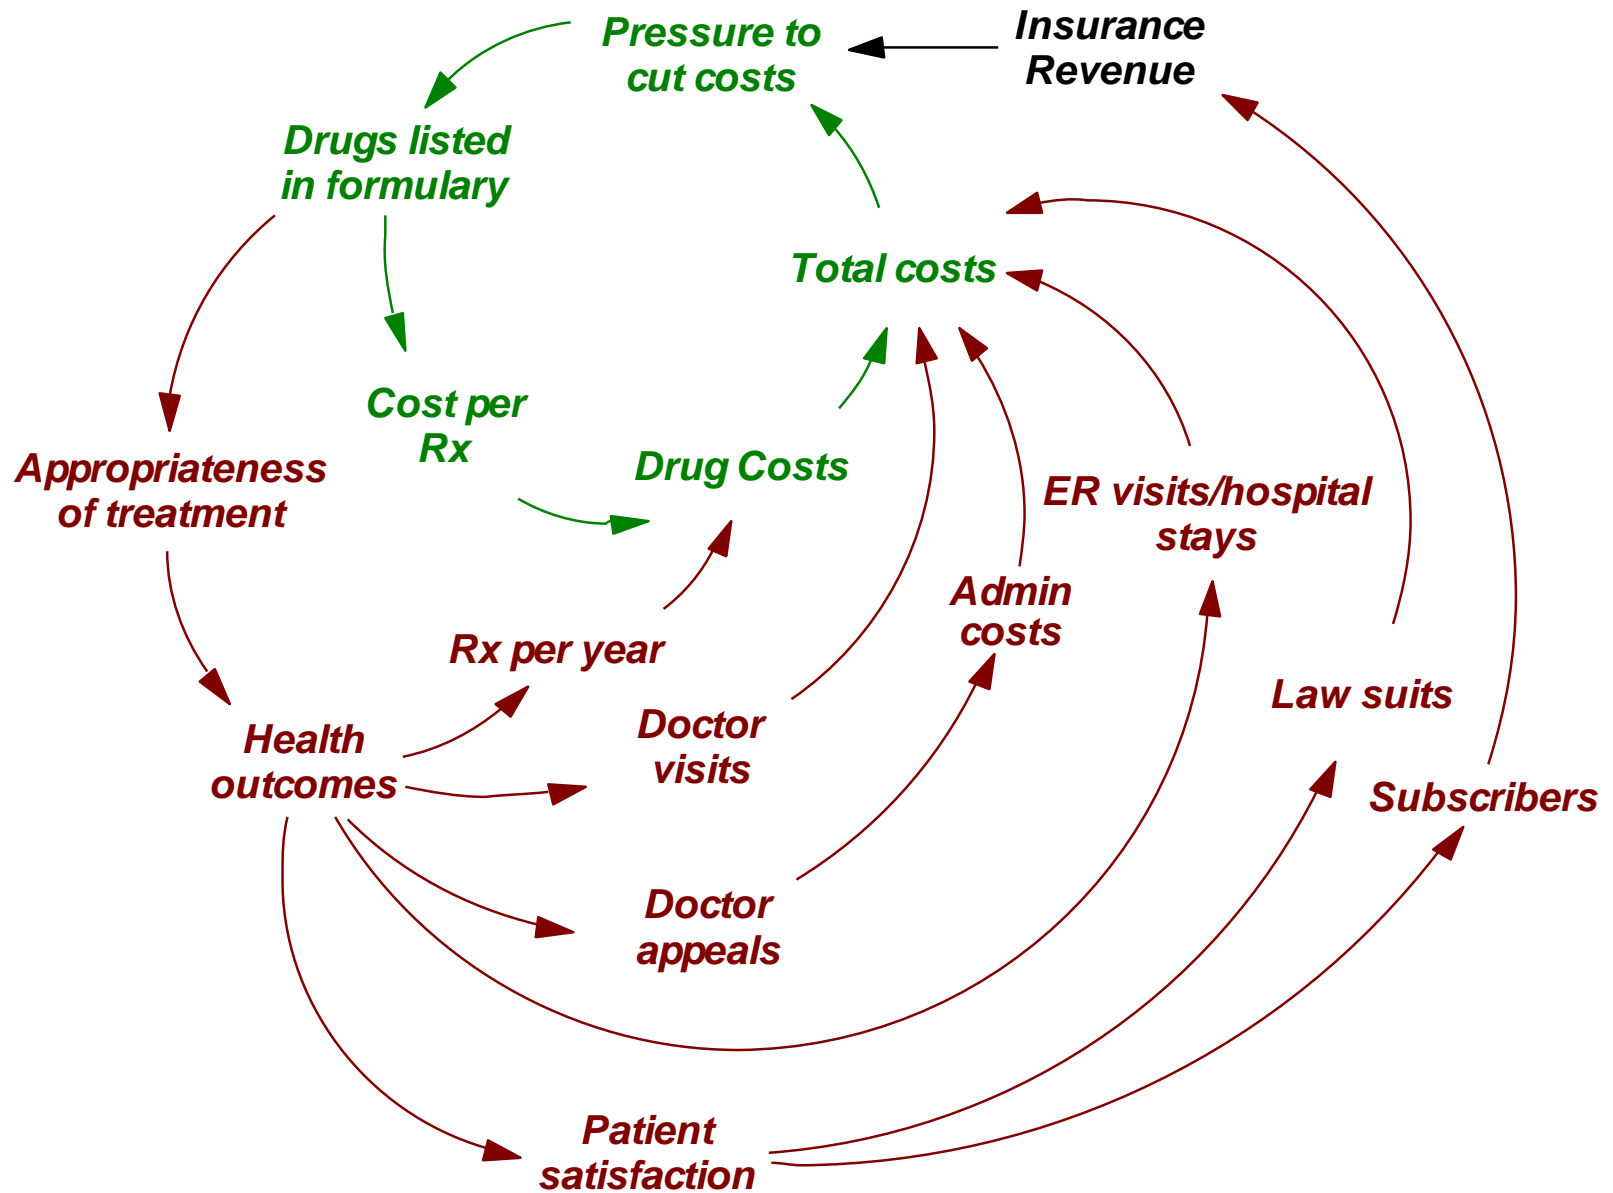 Pressure to
cut costs
Insurance
Revenue
Drugs listed
in formulary
Total costs
Cost per
Rx
Drug Costs
Appropriateness
of treatment
ER visits/hospital
stays
Admin
costs
Rx per year
Law suits
Doctor
visits
Health
outcomes
Subscribers
Doctor
appeals
Patient
satisfaction